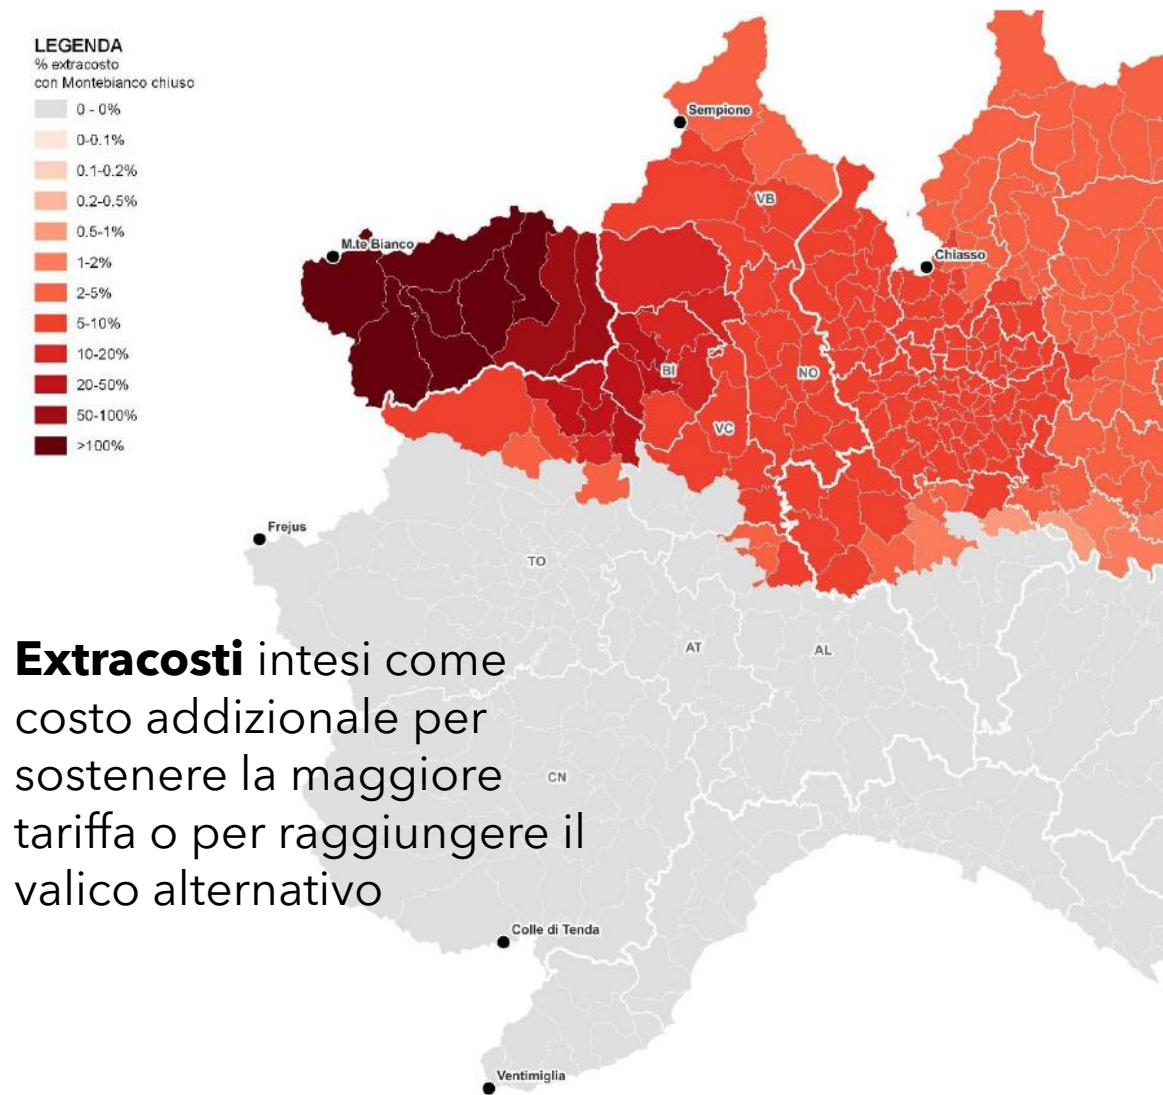 LEGENDA
% extracosto
con Montebianco chiuso
0 - 0%
0-0.1%
0.1-0.2%
0.2-0.5%
0.5-1%
1-2%
2-5%
5-10%
10-20%
20-50%
50-100%
>100%
Sempione
VB
M.te Bianco
Chiasso
BI
NO
VC
Frejus
TO
AT
AL
Extracosti intesi come
costo addizionale per
sostenere la maggiore
tariffa o per raggiungere il
valico alternativo
CN
Colle di Tenda
Ventimiglia